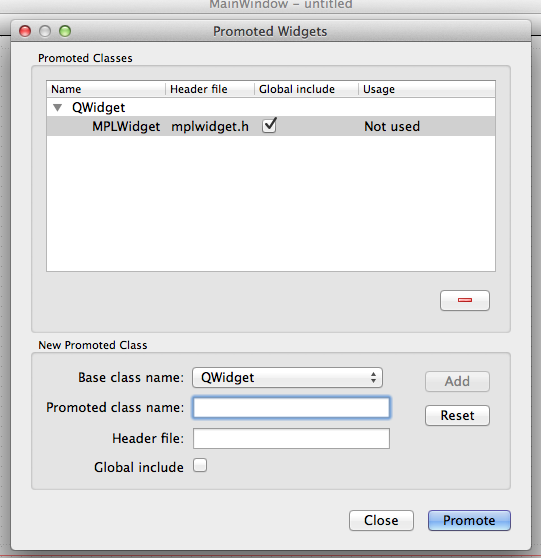 MainWindow – untitled
Promoted Widgets
Promoted Classes
Name Header file Global include Usage
QWidget
MPLWidget mplwidget.h Not used
New Promoted Class
Base class name: QWidget Add
Promoted class name: Reset
Header file:
Global include
Close Promote